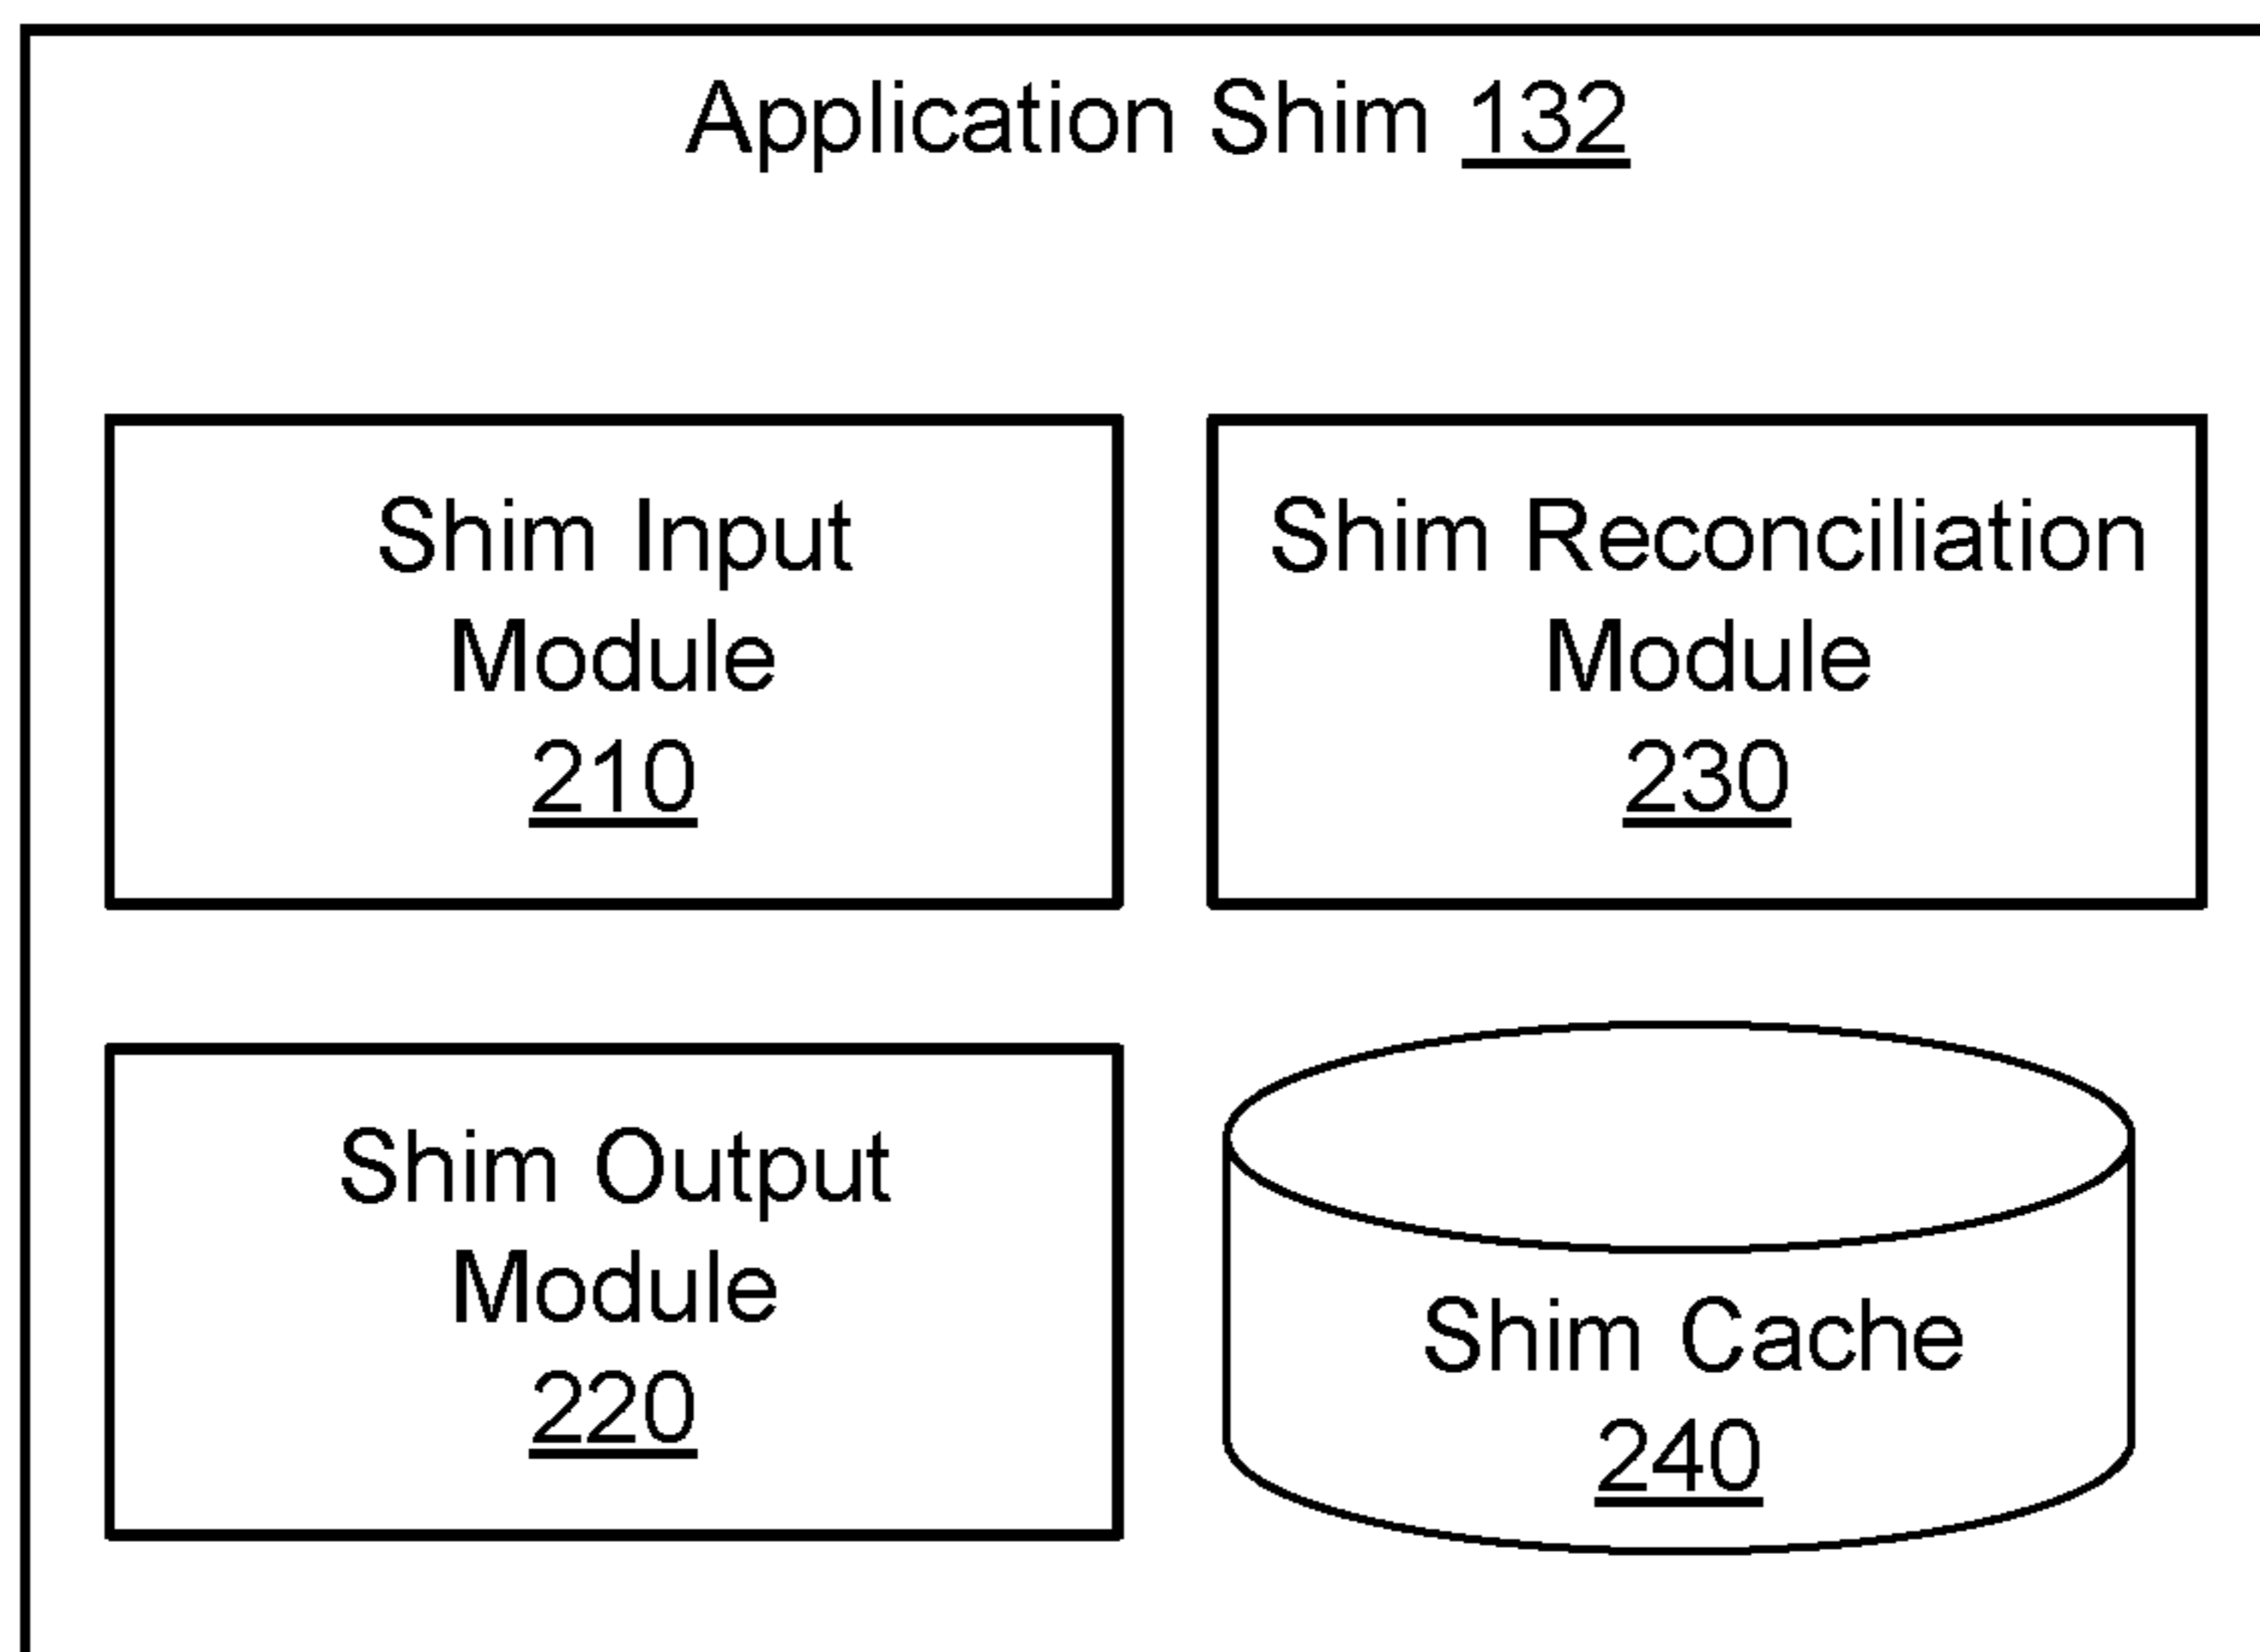 Application Shim 132
Shim Input
Module
210
Shim Reconciliation
Module
230
Shim Output
Module
220
Shim Cache
240